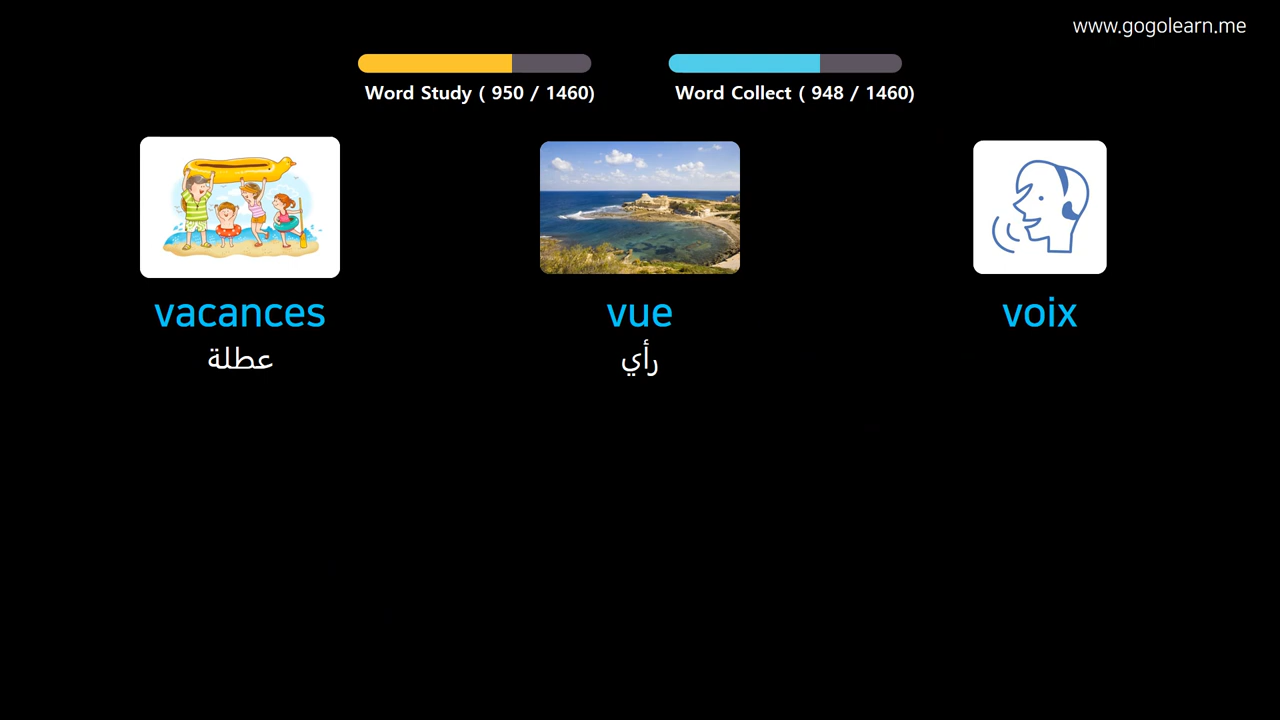 www.gogolearn.me
Word Study ( 950 / 1460)
Word Collect ( 948 / 1460)
vacances
vue
voix
عطلة
رأي